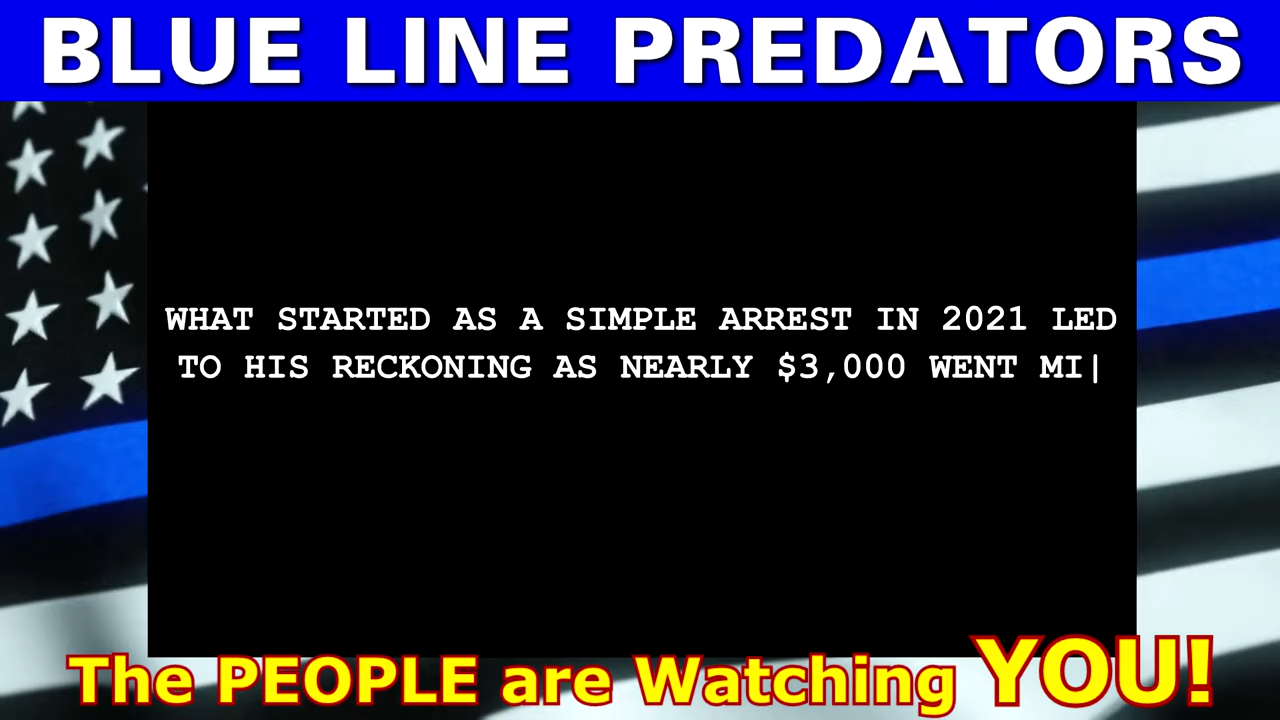 BLUE LINE PREDATORS
WHAT STARTED AS A SIMPLE ARREST IN 2021 LED
TO HIS RECKONING AS NEARLY $3,000 WENT MI|
The PEOPLE are Watching YOU!